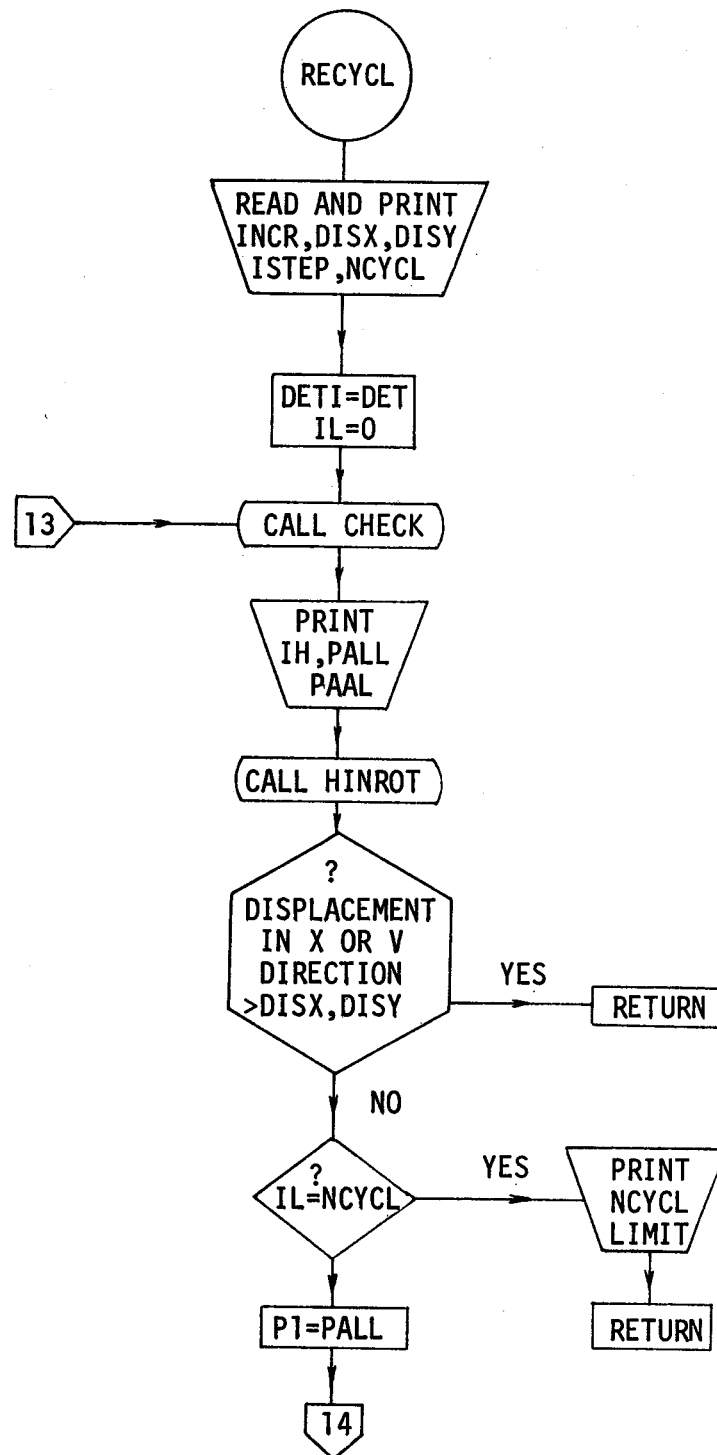 RECYCL
READ AND PRINT
INCR,DISX,DISY
ISTEP,NCYCL
DETI=DET
IL=0
13
CALL CHECK
PRINT
IH,PALL
PAAL
CALL HINROT
?
DISPLACEMENT
IN X OR V
DIRECTION
>DISX,DISY
YES
RETURN
NO
?
IL=NCYCL
YES
PRINT
NCYCL
LIMIT
RETURN
P1=PALL
14